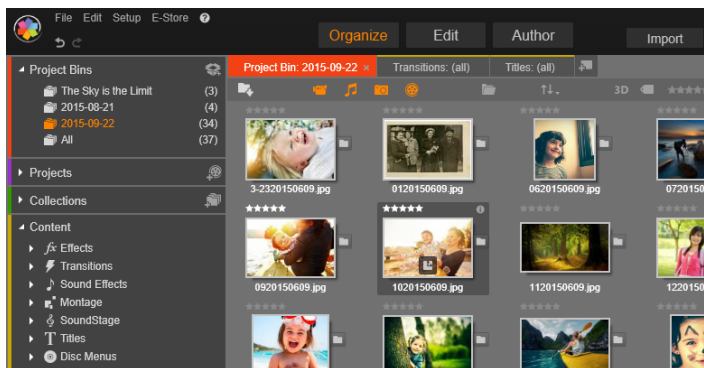 File Edit Setup E-Store ?
Organize Edit Author Import
Project Bins
The Sky is the Limit (3)
2015-08-21 (4)
2015-09-22 (34)
All (37)
Projects
Collections
Content
fx Effects
Transitions
Sound Effects
Montage
SoundStage
T Titles
Disc Menus
Project Bin: 2015-09-22 × Transitions: (all) Titles: (all)
3D
3-2320150609.jpg 0120150609.jpg 0620150609.jpg 0720150
0920150609.jpg 1020150609.jpg 1120150609.jpg 1220150